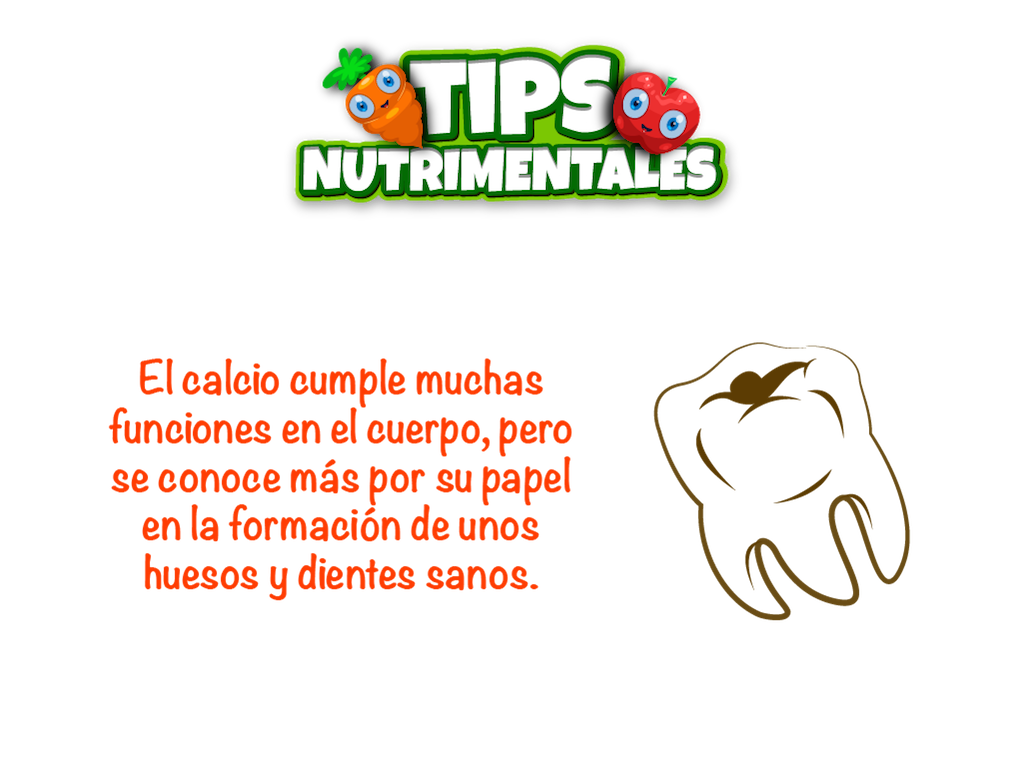 TIPS
NUTRIMENTALES
El calcio cumple muchas
funciones en el cuerpo, pero
se conoce más por su papel
en la formación de unos
huesos y dientes sanos.